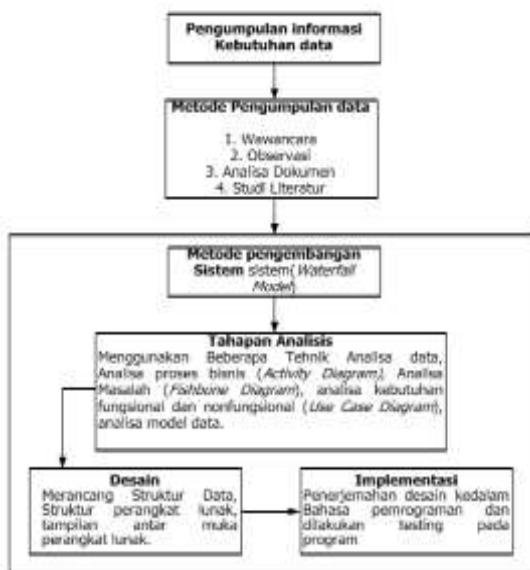 Pengumpulan informasi
Kebutuhan data
Metode Pengumpulan data
1. Wawancara
2. Observasi
3. Analisa Dokumen
4. Studi Literatur
Metode pengembangan
Sistem sistem(Waterfall
Model)
Tahapan Analisis
Menggunakan Beberapa Tehnik Analisa data,
Analisa proses bisnis (Activity Diagram), Analisa
Masalah (Fishbone Diagram), analisa kebutuhan
fungsional dan nonfungsional (Use Case Diagram),
analisa model data.
Desain
Merancang Struktur Data,
Struktur perangkat lunak,
tampilan antar muka
perangkat lunak.
Implementasi
Penerjemahan desain kedalam
Bahasa pemrograman dan
dilakukan testing pada
program